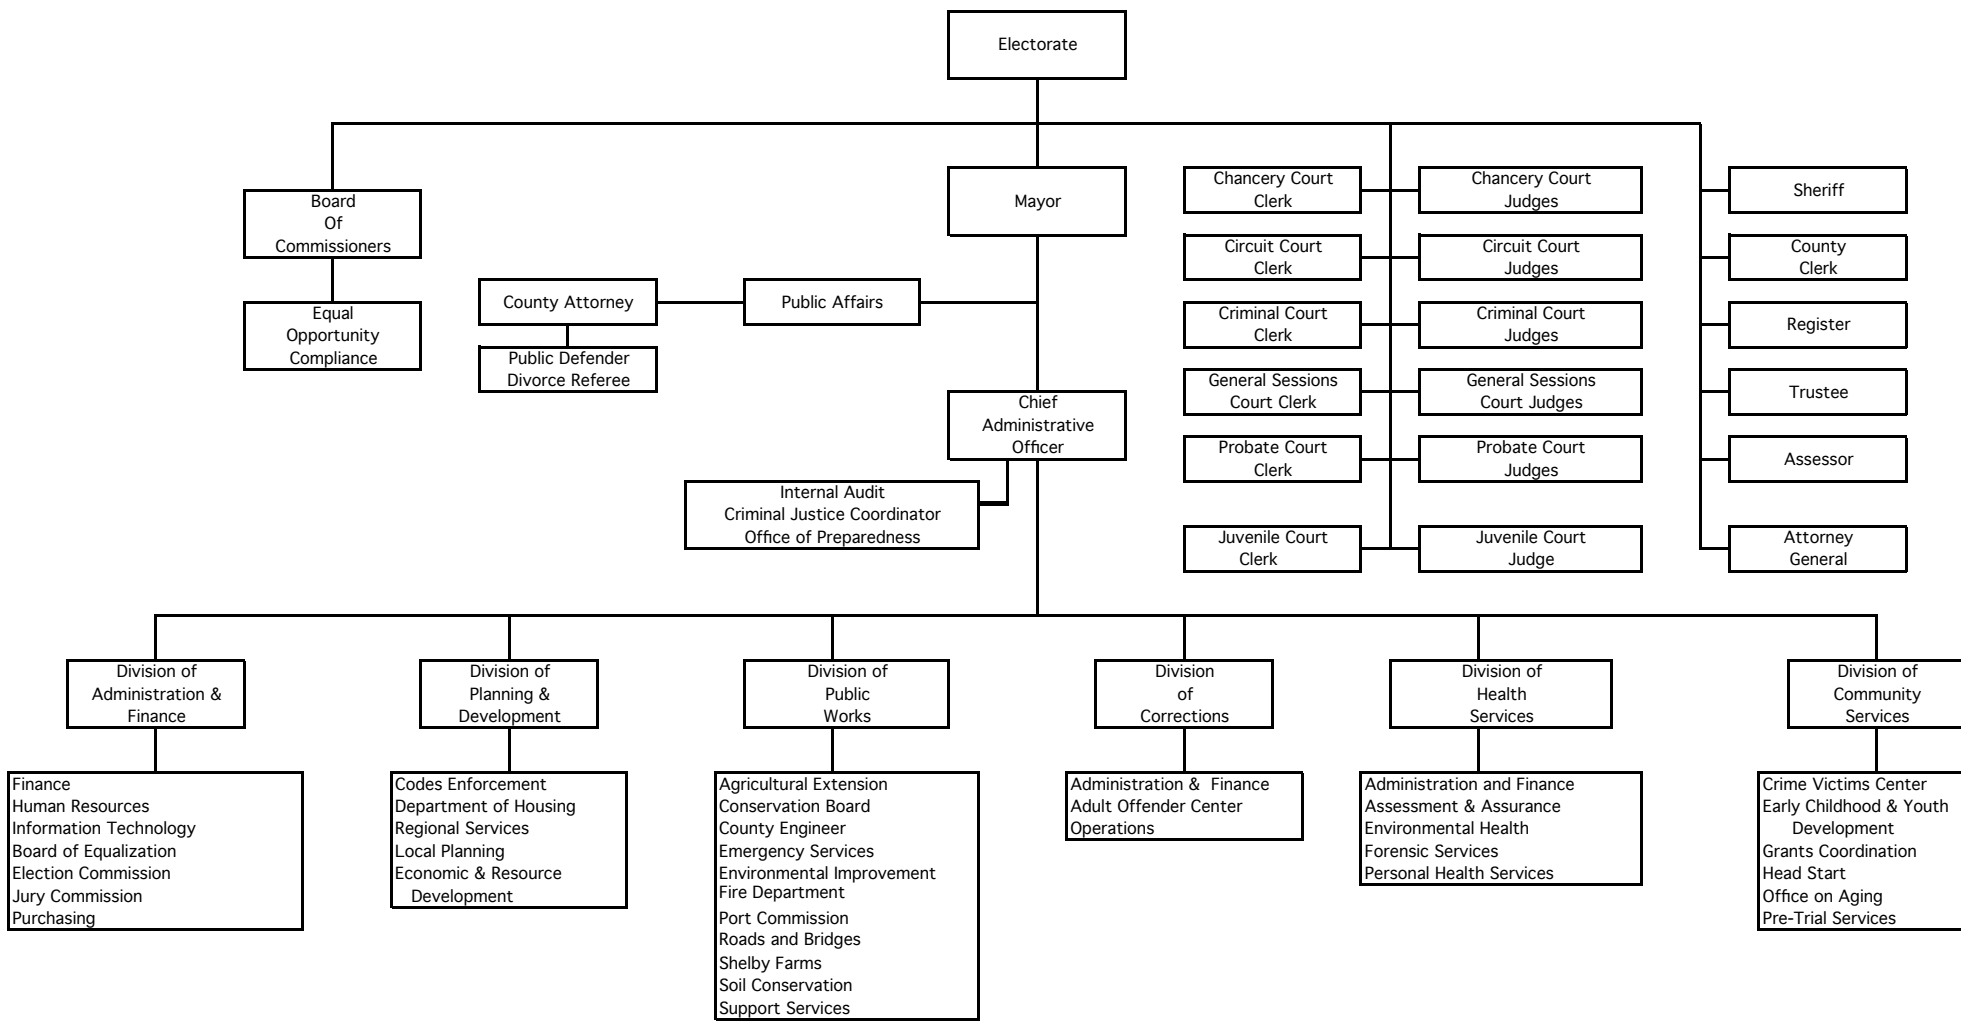 Electorate
Board
Of
Commissioners
Mayor
Chancery Court
Clerk
Chancery Court
Judges
Sheriff
Circuit Court
Clerk
Circuit Court
Judges
County
Clerk
Equal
Opportunity
Compliance
County Attorney
Public Affairs
Criminal Court
Clerk
Criminal Court
Judges
Register
Public Defender
Divorce Referee
Chief
Administrative
Officer
General Sessions
Court Clerk
General Sessions
Court Judges
Trustee
Probate Court
Clerk
Probate Court
Judges
Assessor
Internal Audit
Criminal Justice Coordinator
Office of Preparedness
Juvenile Court
Clerk
Juvenile Court
Judge
Attorney
General
Division of
Administration &
Finance
Division of
Planning &
Development
Division of
Public
Works
Division
of
Corrections
Division of
Health
Services
Division of
Community
Services
Finance
Human Resources
Information Technology
Board of Equalization
Election Commission
Jury Commission
Purchasing
Codes Enforcement
Department of Housing
Regional Services
Local Planning
Economic & Resource
Development
Agricultural Extension
Conservation Board
County Engineer
Emergency Services
Environmental Improvement
Fire Department
Port Commission
Roads and Bridges
Shelby Farms
Soil Conservation
Support Services
Administration & Finance
Adult Offender Center
Operations
Administration and Finance
Assessment & Assurance
Environmental Health
Forensic Services
Personal Health Services
Crime Victims Center
Early Childhood & Youth
Development
Grants Coordination
Head Start
Office on Aging
Pre-Trial Services